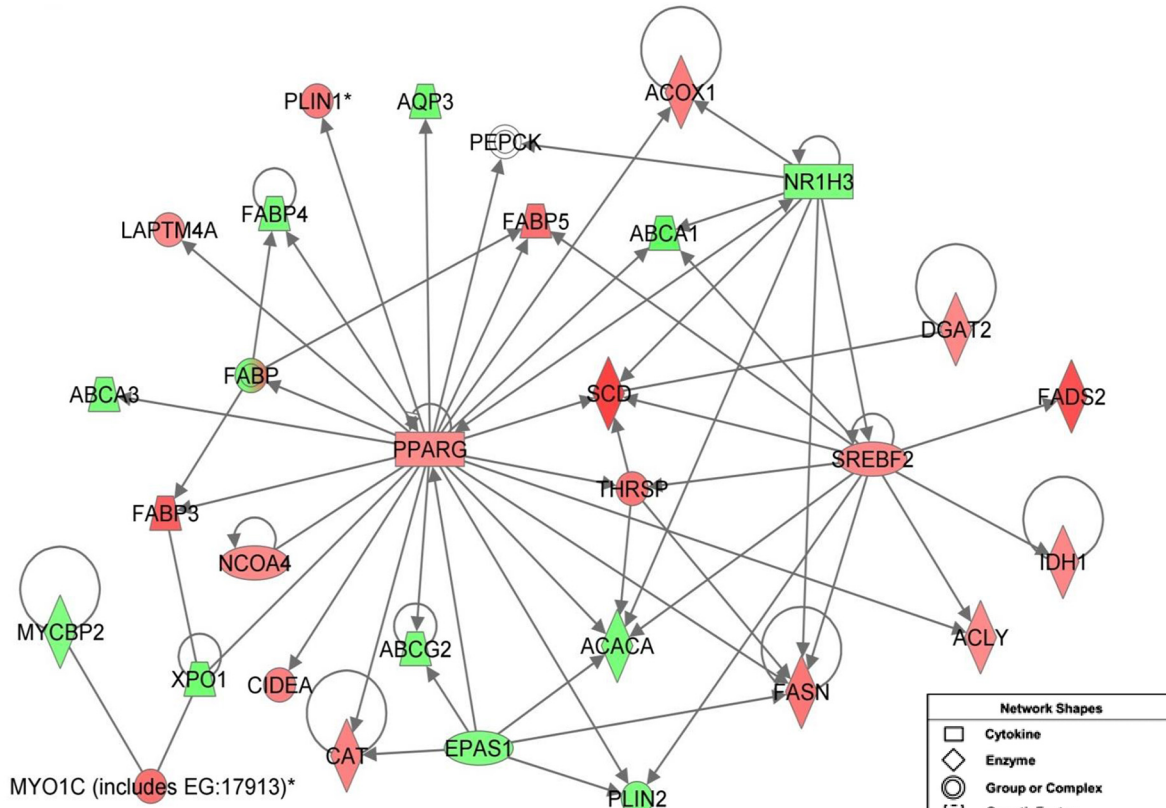 ACOX1
PLIN1*
AQP3
PEPCK
NR1H3
FABP4
LAPTM4A
FABP5
ABCA1
DGAT2
FABP
ABCA3
SCD
FADS2
PPARG
SREBF2
THRSP
FABP3
NCOA4
IDH1
MYCBP2
ABCG2
ACACA
ACLY
XPO1
CIDEA
FASN
CAT
EPAS1
MYO1C (includes EG:17913)*
PLIN2
Network Shapes
Cytokine
Enzyme
Group or Complex